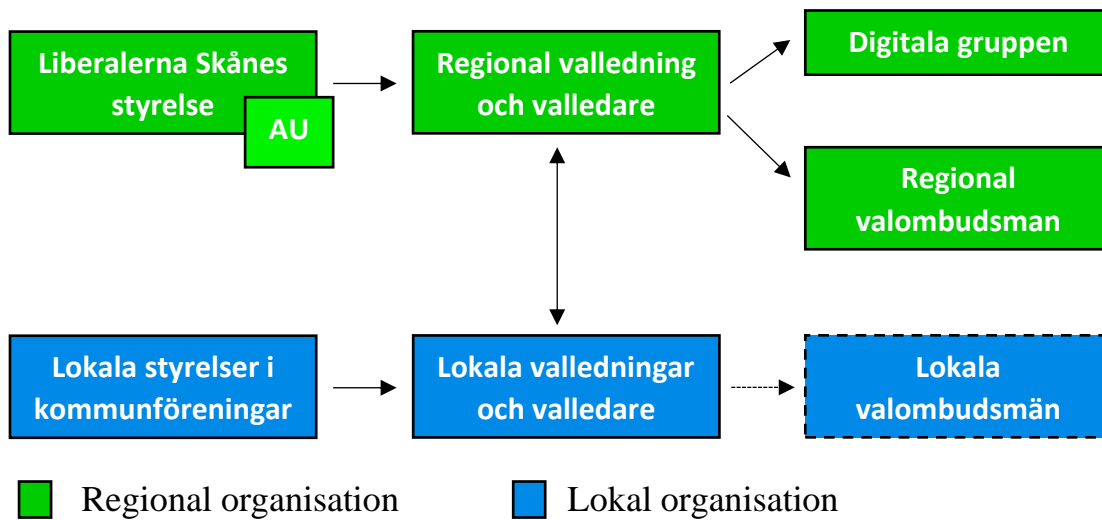 Liberalerna Skånes
styrelse
AU
Regional valledning
och valledare
Digitala gruppen
Regional
valombudsman
Lokala styrelser i
kommunföreningar
Lokala valledningar
och valledare
Lokala
valombudsmän
Regional organisation
Lokal organisation